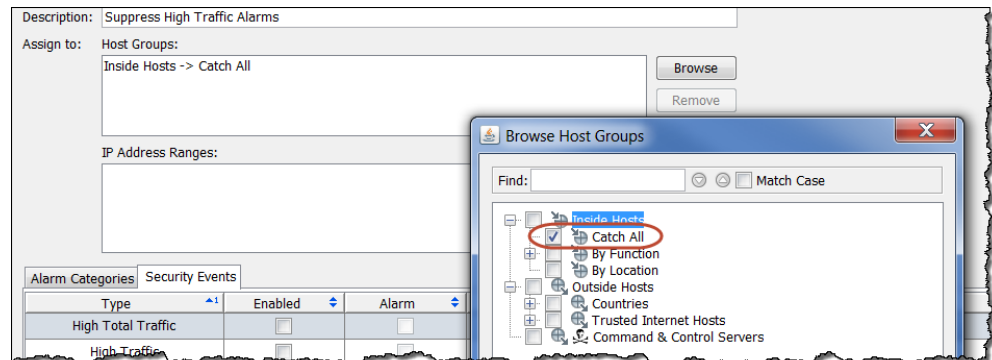 Description: Suppress High Traffic Alarms
Assign to: Host Groups:
Inside Hosts -> Catch All
Browse
Remove
IP Address Ranges:
Browse Host Groups
Find: Match Case
Inside Hosts
Catch All
By Function
By Location
Outside Hosts
Countries
Trusted Internet Hosts
Command & Control Servers
Alarm Categories Security Events
Type 1 Enabled Alarm
High Total Traffic
High Traffic